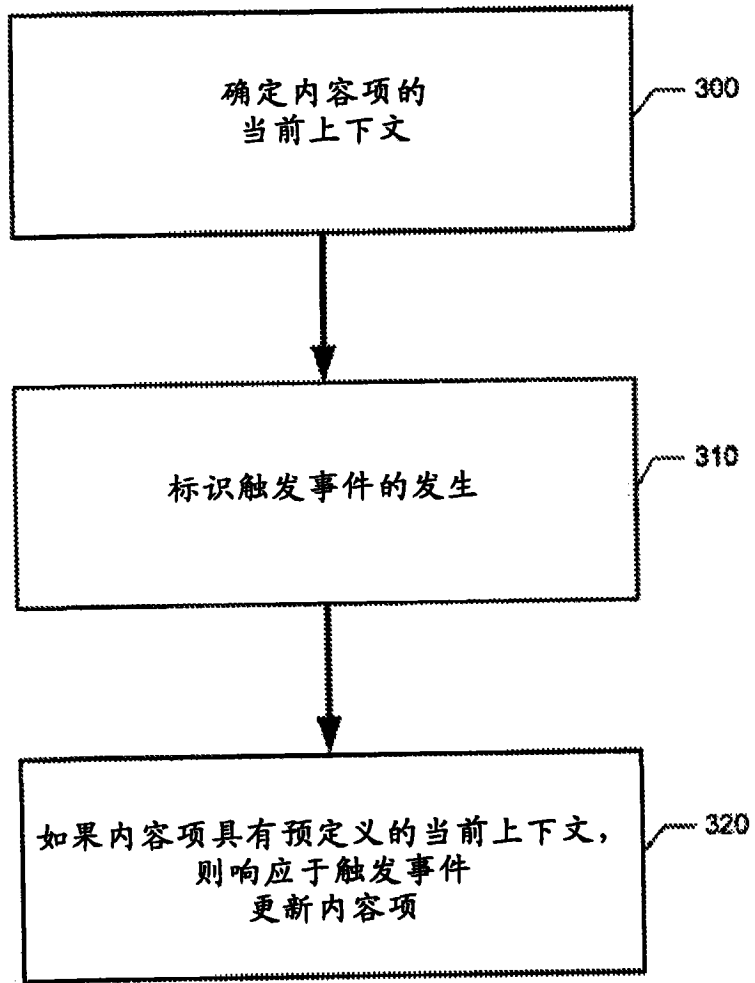 确定内容项的
当前上下文
300
标识触发事件的发生
310
如果内容项具有预定义的当前上下文，
则响应于触发事件
更新内容项
320